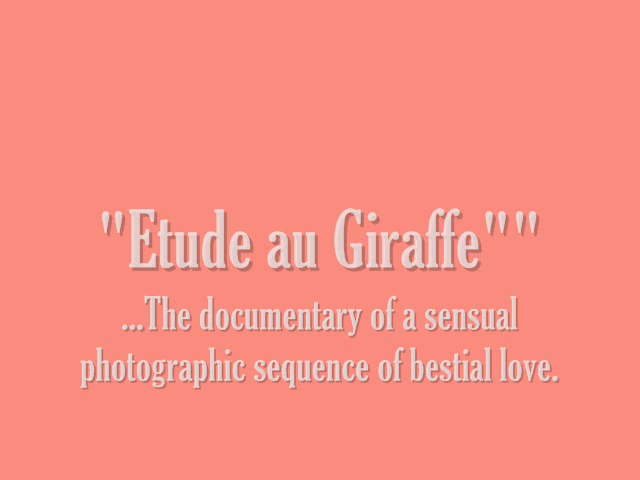 "Etude au Giraffe""
...The documentary of a sensual
photographic sequence of bestial love.